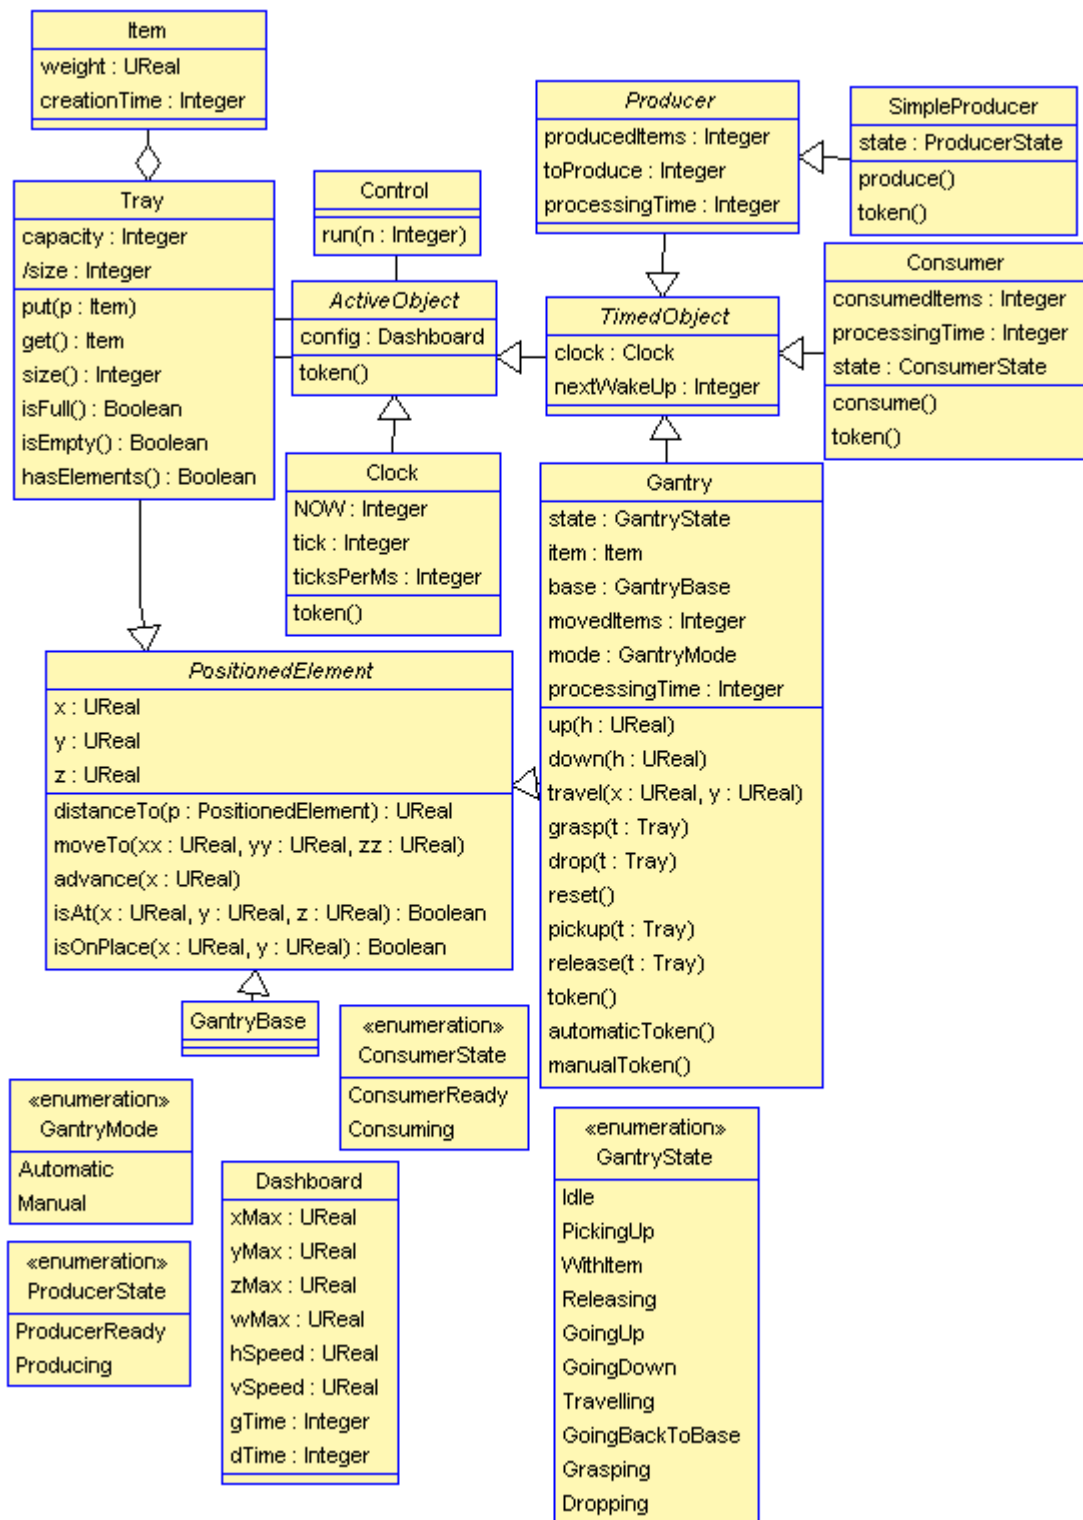 Item
weight : UReal
creationTime : Integer
Tray
capacity : Integer
/size : Integer
put(p : Item)
get() : Item
size() : Integer
isFull() : Boolean
isEmpty() : Boolean
hasElements() : Boolean
Control
run(n : Integer)
ActiveObject
config : Dashboard
token()
Clock
NOW : Integer
tick : Integer
ticksPerMs : Integer
token()
Producer
producedItems : Integer
toProduce : Integer
processingTime : Integer
SimpleProducer
state : ProducerState
produce()
token()
TimedObject
clock : Clock
nextWakeUp : Integer
Consumer
consumedItems : Integer
processingTime : Integer
state : ConsumerState
consume()
token()
Gantry
state : GantryState
item : Item
base : GantryBase
movedItems : Integer
mode : GantryMode
processingTime : Integer
up(h : UReal)
down(h : UReal)
travel(x : UReal, y : UReal)
grasp(t : Tray)
drop(t : Tray)
reset()
pickup(t : Tray)
release(t : Tray)
token()
automaticToken()
manualToken()
PositionedElement
x : UReal
y : UReal
z : UReal
distanceTo(p : PositionedElement) : UReal
moveTo(xx : UReal, yy : UReal, zz : UReal)
advance(x : UReal)
isAt(x : UReal, y : UReal, z : UReal) : Boolean
isOnPlace(x : UReal, y : UReal) : Boolean
GantryBase
«enumeration»
ConsumerState
ConsumerReady
Consuming
«enumeration»
GantryMode
Automatic
Manual
«enumeration»
ProducerState
ProducerReady
Producing
Dashboard
xMax : UReal
yMax : UReal
zMax : UReal
wMax : UReal
hSpeed : UReal
vSpeed : UReal
gTime : Integer
dTime : Integer
«enumeration»
GantryState
Idle
PickingUp
WithItem
Releasing
GoingUp
GoingDown
Travelling
GoingBackToBase
Grasping
Dropping